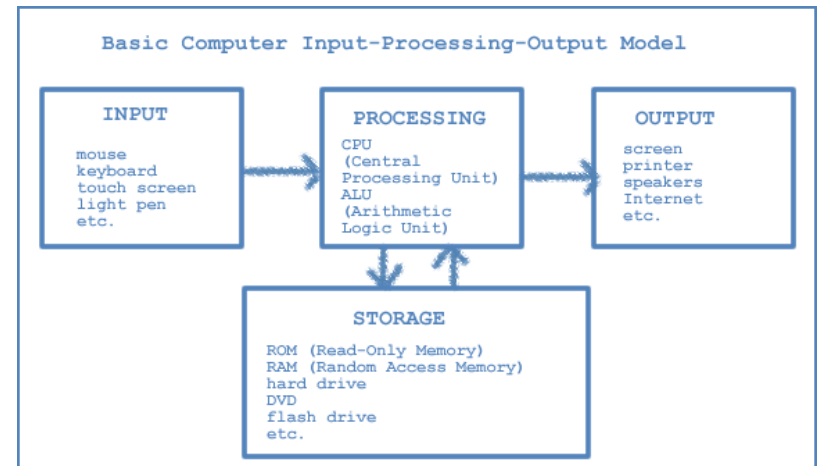 Basic Computer Input-Processing-Output Model
INPUT
mouse
keyboard
touch screen
light pen
etc.
PROCESSING
CPU
(Central
Processing Unit)
ALU
(Arithmetic
Logic Unit)
OUTPUT
screen
printer
speakers
Internet
etc.
STORAGE
ROM (Read-Only Memory)
RAM (Random Access Memory)
hard drive
DVD
flash drive
etc.